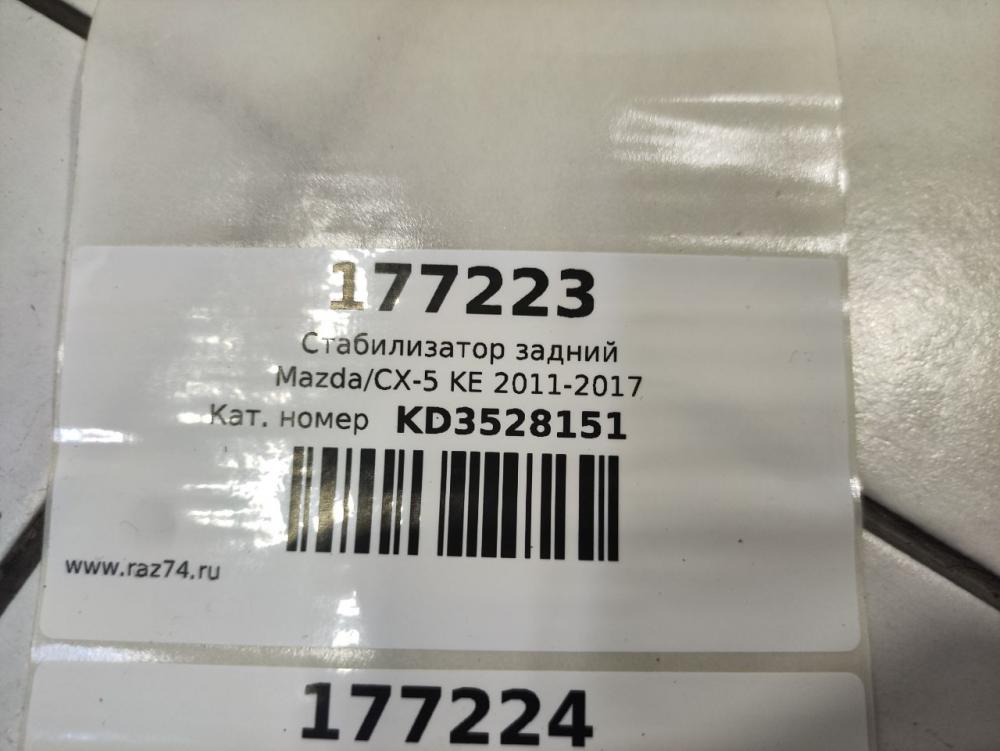 177223
Стабилизатор задний
Mazda/CX-5 KE 2011-2017
Кат. номер KD3528151
www.raz74.ru
177224